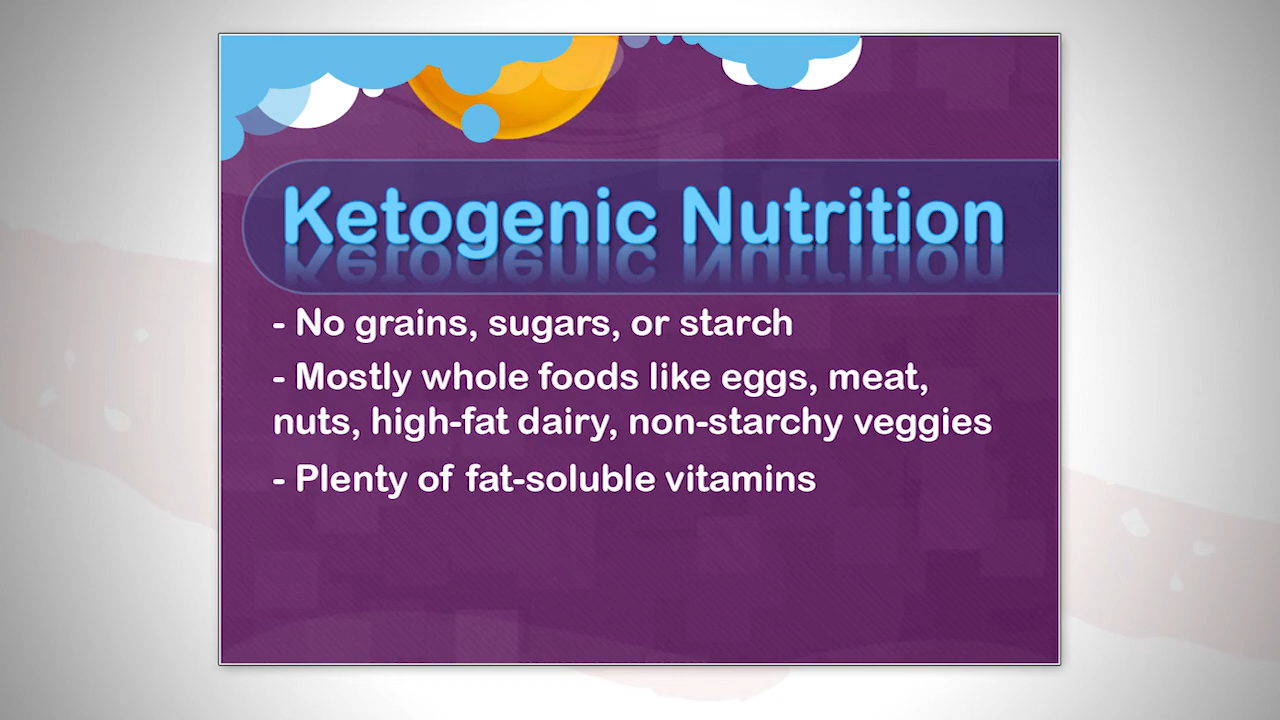 Ketogenic Nutrition
- No grains, sugars, or starch
- Mostly whole foods like eggs, meat,
nuts, high-fat dairy, non-starchy veggies
- Plenty of fat-soluble vitamins